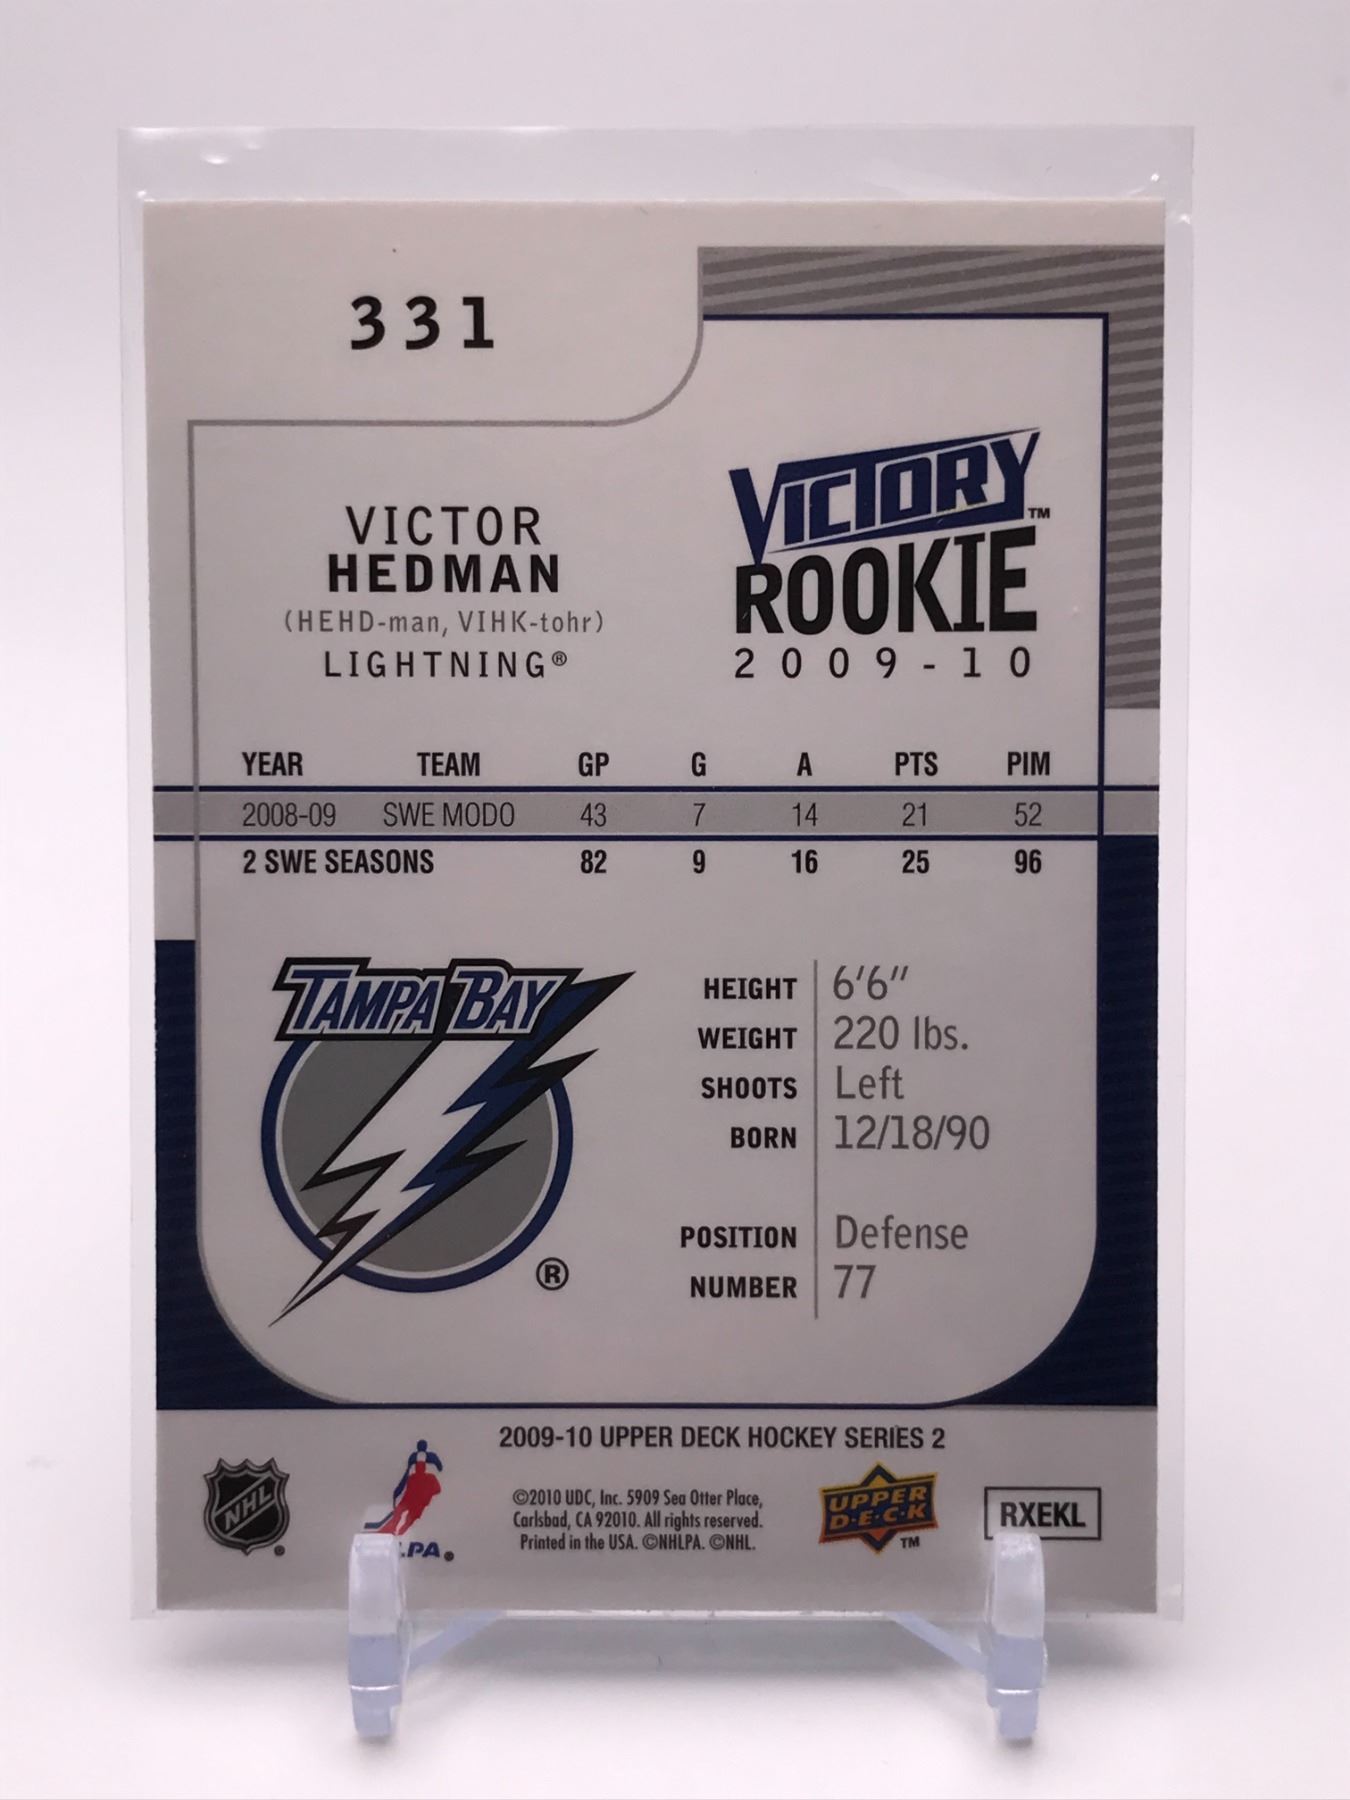 331
VICTORY™
ROOKIE
2009-10
VICTOR
HEDMAN
(HEHD-man, VIHK-tohr)
LIGHTNING®
YEAR TEAM GP G A PTS PIM
2008-09 SWE MODO 43 7 14 21 52
2 SWE SEASONS 82 9 16 25 96
TAMPA BAY
®
HEIGHT 6'6"
WEIGHT 220 lbs.
SHOOTS Left
BORN 12/18/90
POSITION Defense
NUMBER 77
2009-10 UPPER DECK HOCKEY SERIES 2
NHL®
LPA®
©2010 UDC, Inc. 5909 Sea Otter Place,
Carlsbad, CA 92010. All rights reserved.
Printed in the USA. ©NHLPA. ©NHL.
UPPER
D•E•C•K
™
RXEKL